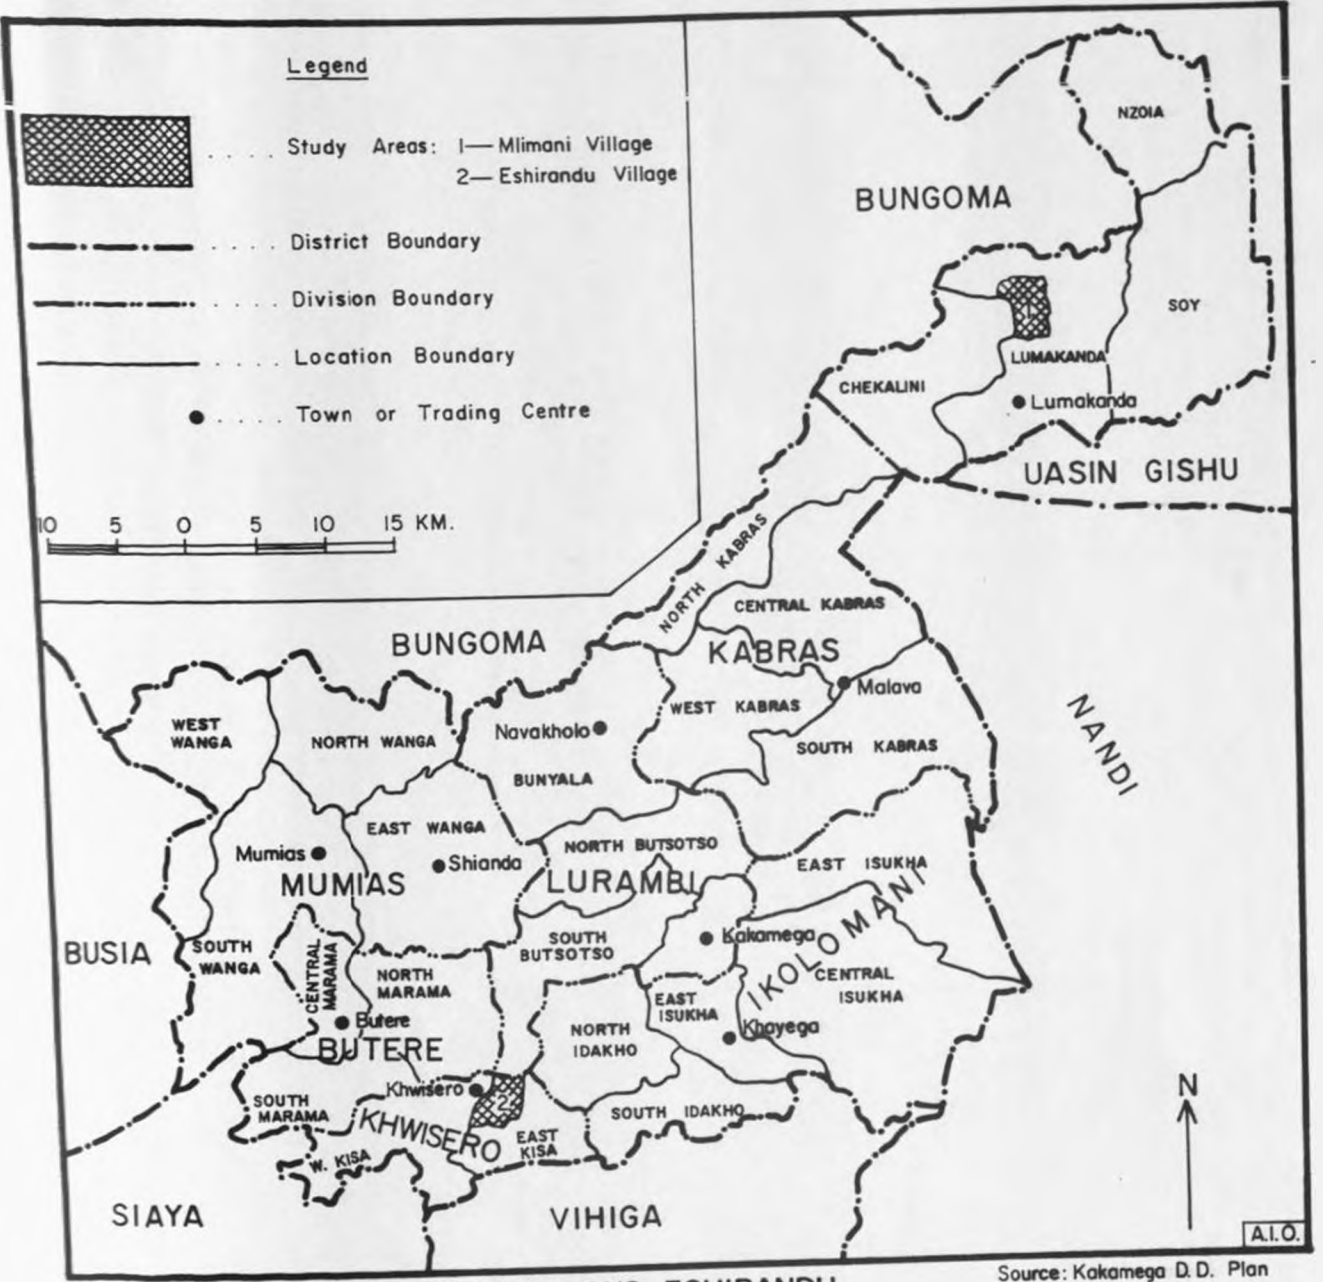 Legend
Study Areas: 1—Mlimani Village
2—Eshirandu Village
District Boundary
Division Boundary
Location Boundary
Town or Trading Centre
10 5 0 5 10 15 KM.
NZOIA
BUNGOMA
SOY
1
LUMAKANDA
CHEKALINI
Lumakanda
UASIN GISHU
NORTH KABRAS
CENTRAL KABRAS
BUNGOMA
KABRAS
Malava
WEST KABRAS
NANDI
WEST
WANGA
NORTH WANGA
Navakholo
SOUTH KABRAS
BUNYALA
EAST WANGA
NORTH BUTSOTSO
Mumias
Shianda
EAST ISUKHA
MUMIAS
LURAMBI
IKOLOMANI
BUSIA
SOUTH
WANGA
CENTRAL
MARAMA
NORTH
MARAMA
SOUTH
BUTSOTSO
Kakamega
CENTRAL
ISUKHA
EAST
ISUKHA
Butere
NORTH
IDAKHO
Khayega
BUTERE
Khwisero
2
SOUTH
MARAMA
SOUTH IDAKHO
KHWISERO
EAST
KISA
W. KISA
N
SIAYA
VIHIGA
A.I.O.
ESHIRANDU
Source: Kakamega D.D. Plan